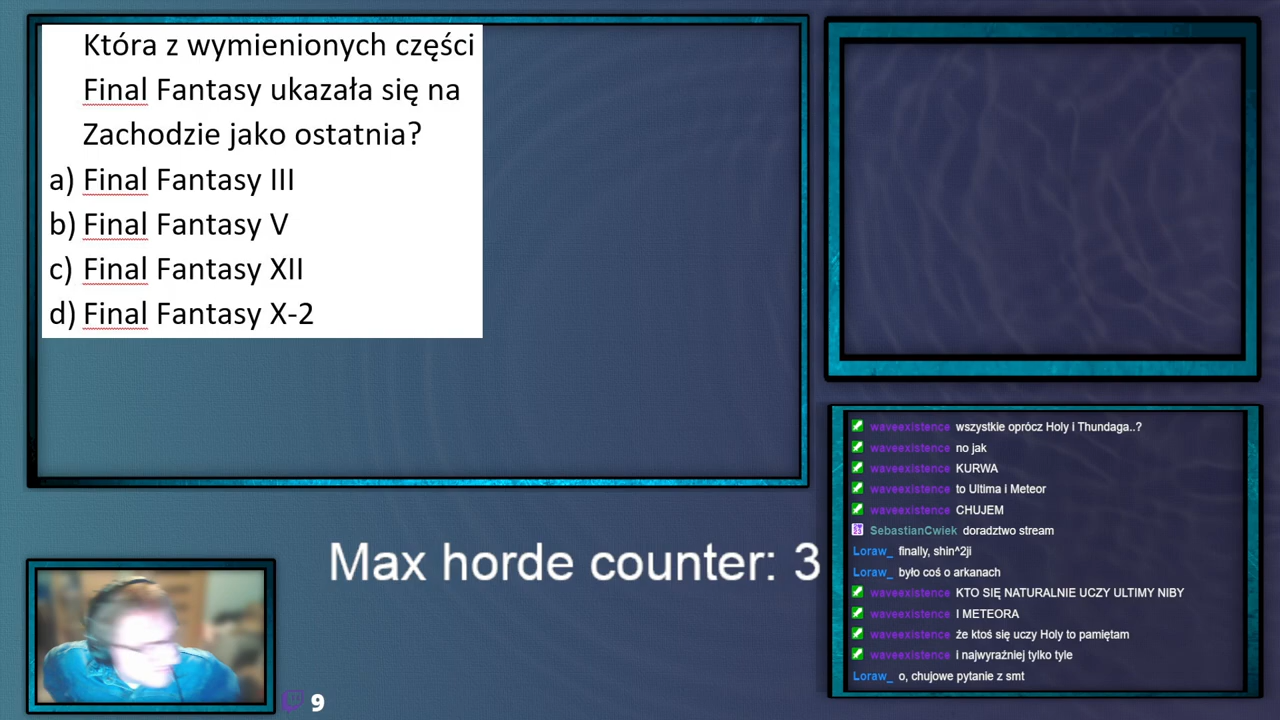 Która z wymienionych części
Final Fantasy ukazała się na
Zachodzie jako ostatnia?
a) Final Fantasy III
b) Final Fantasy V
c) Final Fantasy XII
d) Final Fantasy X-2
Max horde counter: 3
9
waveexistence wszystkie oprócz Holy i Thundaga..?
waveexistence no jak
waveexistence KURWA
waveexistence to Ultima i Meteor
waveexistence CHUJEM
SebastianCwiek doradztwo stream
Loraw_ finally, shin^2ji
Loraw_ było coś o arkanach
waveexistence KTO SIĘ NATURALNIE UCZY ULTIMY NIBY
waveexistence I METEORA
waveexistence że ktoś się uczy Holy to pamiętam
waveexistence i najwyraźniej tylko tyle
Loraw_ o, chujowe pytanie z smt